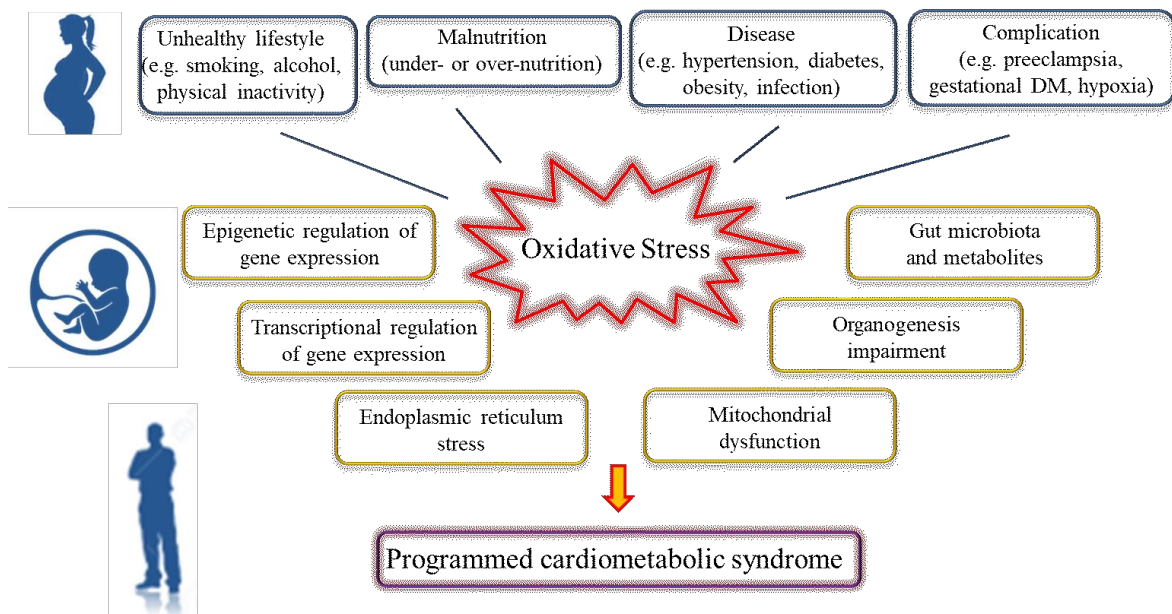 Unhealthy lifestyle
(e.g. smoking, alcohol,
physical inactivity)
Malnutrition
(under- or over-nutrition)
Disease
(e.g. hypertension, diabetes,
obesity, infection)
Complication
(e.g. preeclampsia,
gestational DM, hypoxia)
Oxidative Stress
Epigenetic regulation of
gene expression
Gut microbiota
and metabolites
Transcriptional regulation
of gene expression
Organogenesis
impairment
Endoplasmic reticulum
stress
Mitochondrial
dysfunction
Programmed cardiometabolic syndrome